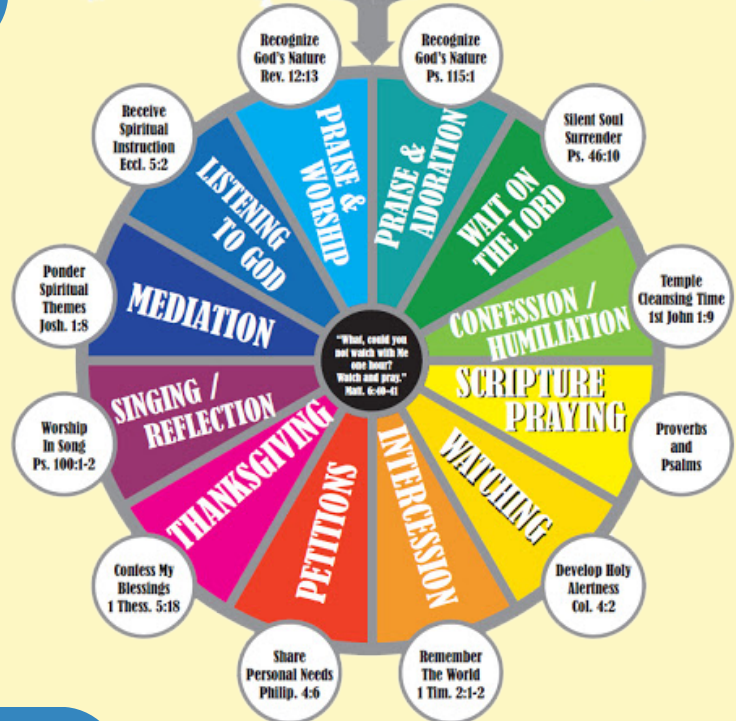 Recognize
God's Nature
Ps. 115:1
PRAISE &
ADORATION
Silent Soul
Surrender
Ps. 46:10
WAIT ON
THE LORD
Temple
Cleansing Time
1st John 1:9
CONFESSION /
HUMILIATION
Proverbs
and
Psalms
SCRIPTURE
PRAYING
Develop Holy
Alertness
Col. 4:2
WATCHING
Remember
The World
1 Tim. 2:1-2
INTERCESSION
Share
Personal Needs
Philip. 4:6
PETITIONS
Confess My
Blessings
1 Thess. 5:18
THANKSGIVING
Worship
In Song
Ps. 100:1-2
SINGING /
REFLECTION
Ponder
Spiritual
Themes
Josh. 1:8
MEDIATION
Receive
Spiritual
Instruction
Eccl. 5:2
LISTENING
TO GOD
Recognize
God's Nature
Rev. 12:13
PRAISE &
WORSHIP
"What, could you
not watch with Me
one hour?
Watch and pray."
Matt. 6:40-41